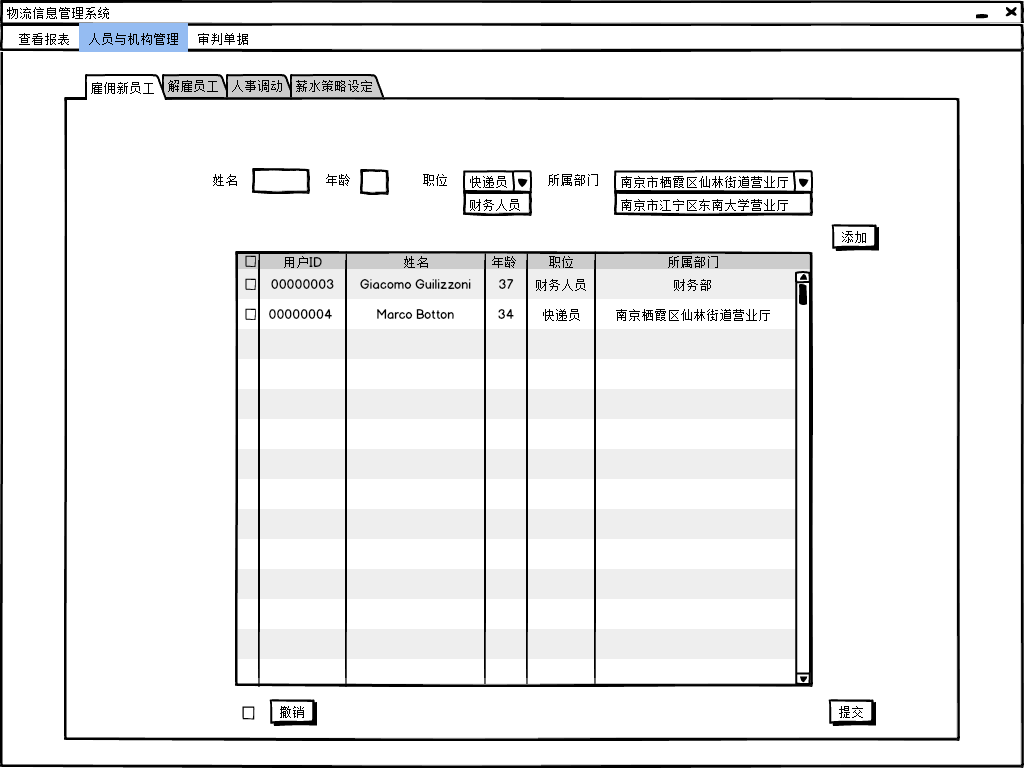 物流信息管理系统
查看报表 人员与机构管理 审判单据
雇佣新员工 解雇员工 人事调动 薪水策略设定
姓名 年龄 职位 快递员 所属部门 南京市栖霞区仙林街道营业厅
财务人员 南京市江宁区东南大学营业厅
添加
用户ID 姓名 年龄 职位 所属部门
00000003 Giacomo Guilizzoni 37 财务人员 财务部
00000004 Marco Botton 34 快递员 南京栖霞区仙林街道营业厅
撤销 提交